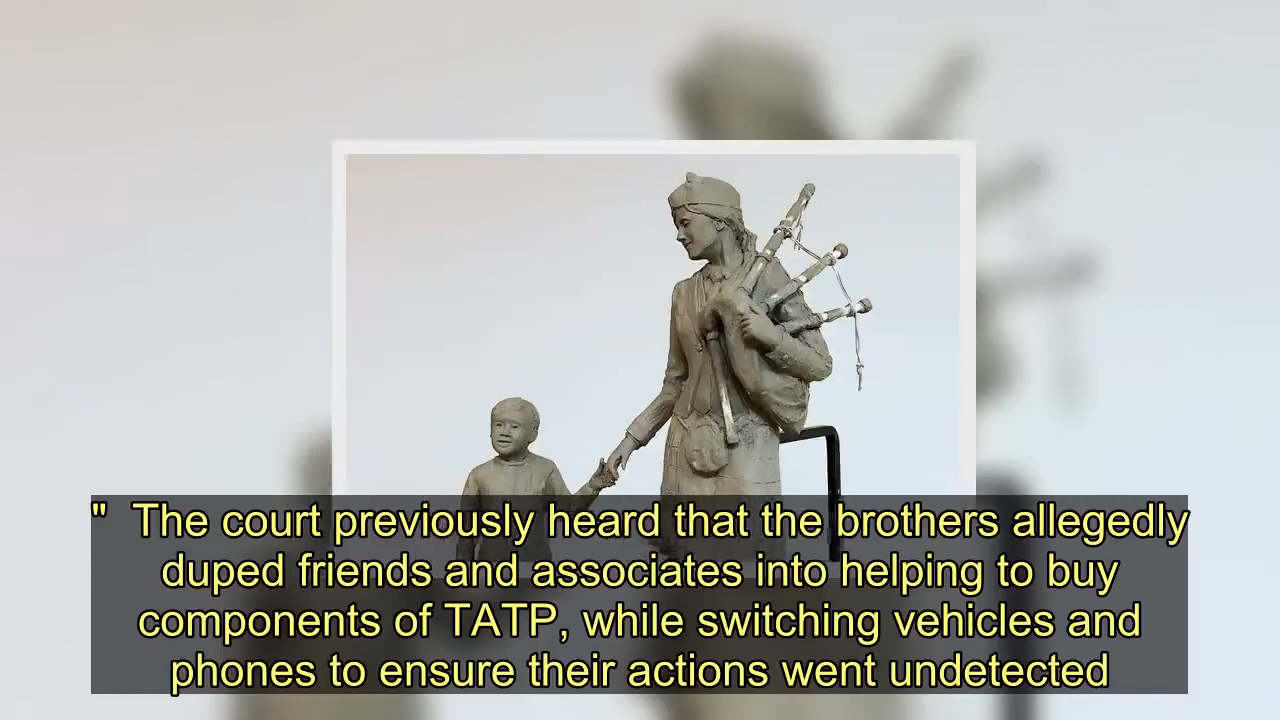 " The court previously heard that the brothers allegedly
duped friends and associates into helping to buy
components of TATP, while switching vehicles and
phones to ensure their actions went undetected